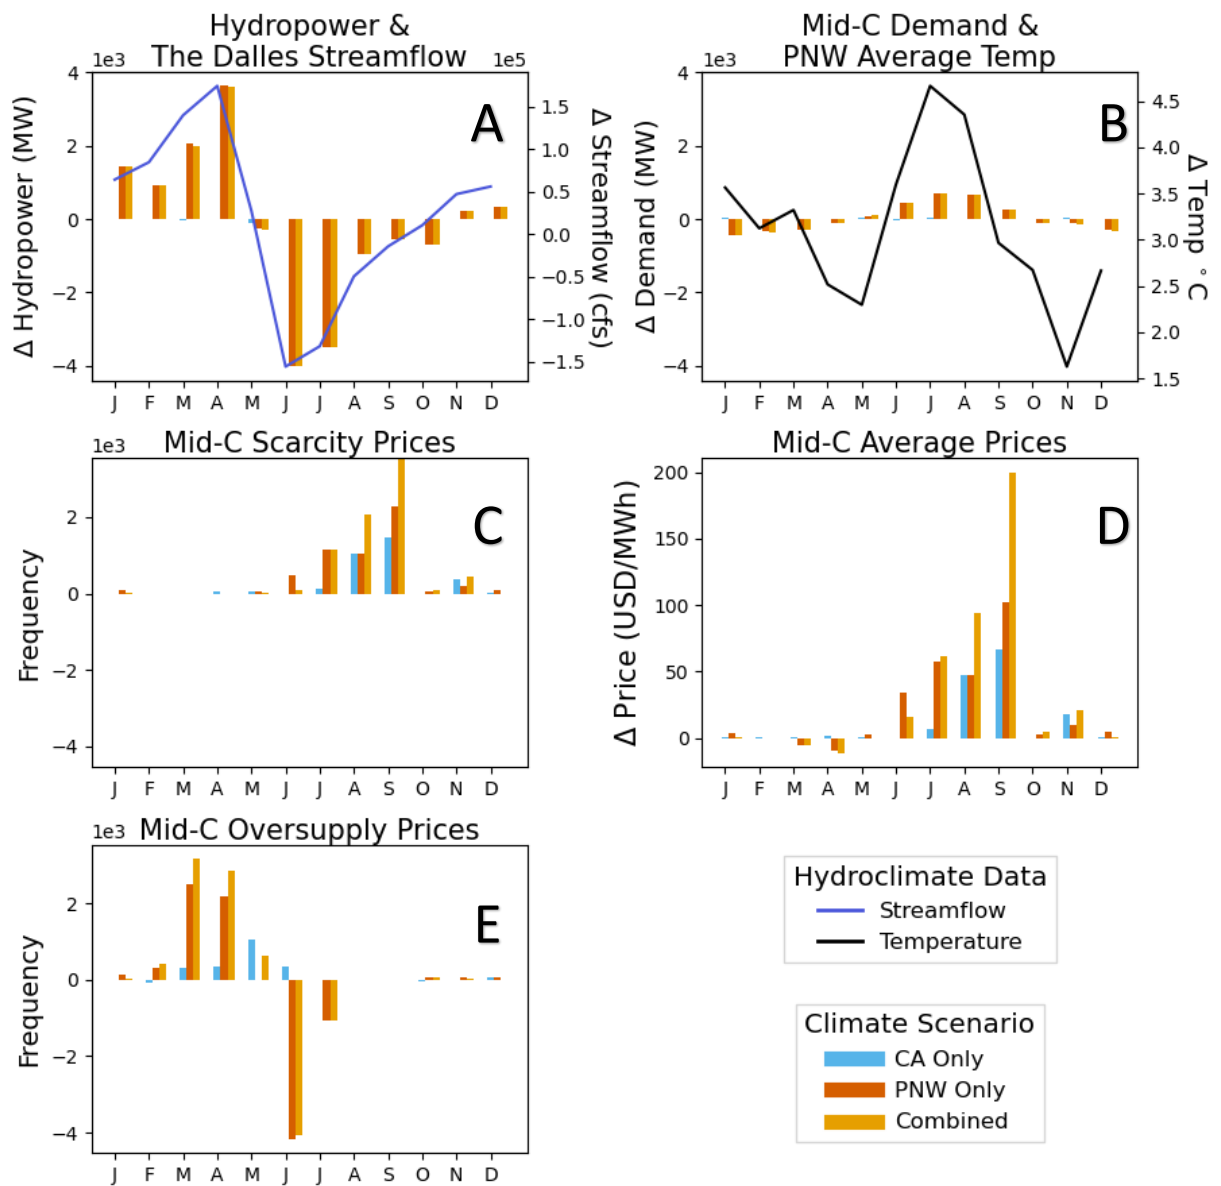 Hydropower &
The Dalles Streamflow
1e3
1e5
Δ Hydropower (MW)
4
2
0
−2
−4
A
1.5
1.0
0.5
0.0
−0.5
−1.0
−1.5
Δ Streamflow (cfs)
J F M A M J J A S O N D
Mid-C Demand &
PNW Average Temp
1e3
Δ Demand (MW)
4
2
0
−2
−4
B
4.5
4.0
3.5
3.0
2.5
2.0
1.5
Δ Temp °C
J F M A M J J A S O N D
Mid-C Scarcity Prices
1e3
Frequency
2
0
−2
−4
C
J F M A M J J A S O N D
Mid-C Average Prices
Δ Price (USD/MWh)
200
150
100
50
0
D
J F M A M J J A S O N D
Mid-C Oversupply Prices
1e3
Frequency
2
0
−2
−4
E
J F M A M J J A S O N D
Hydroclimate Data
Streamflow
Temperature
Climate Scenario
CA Only
PNW Only
Combined